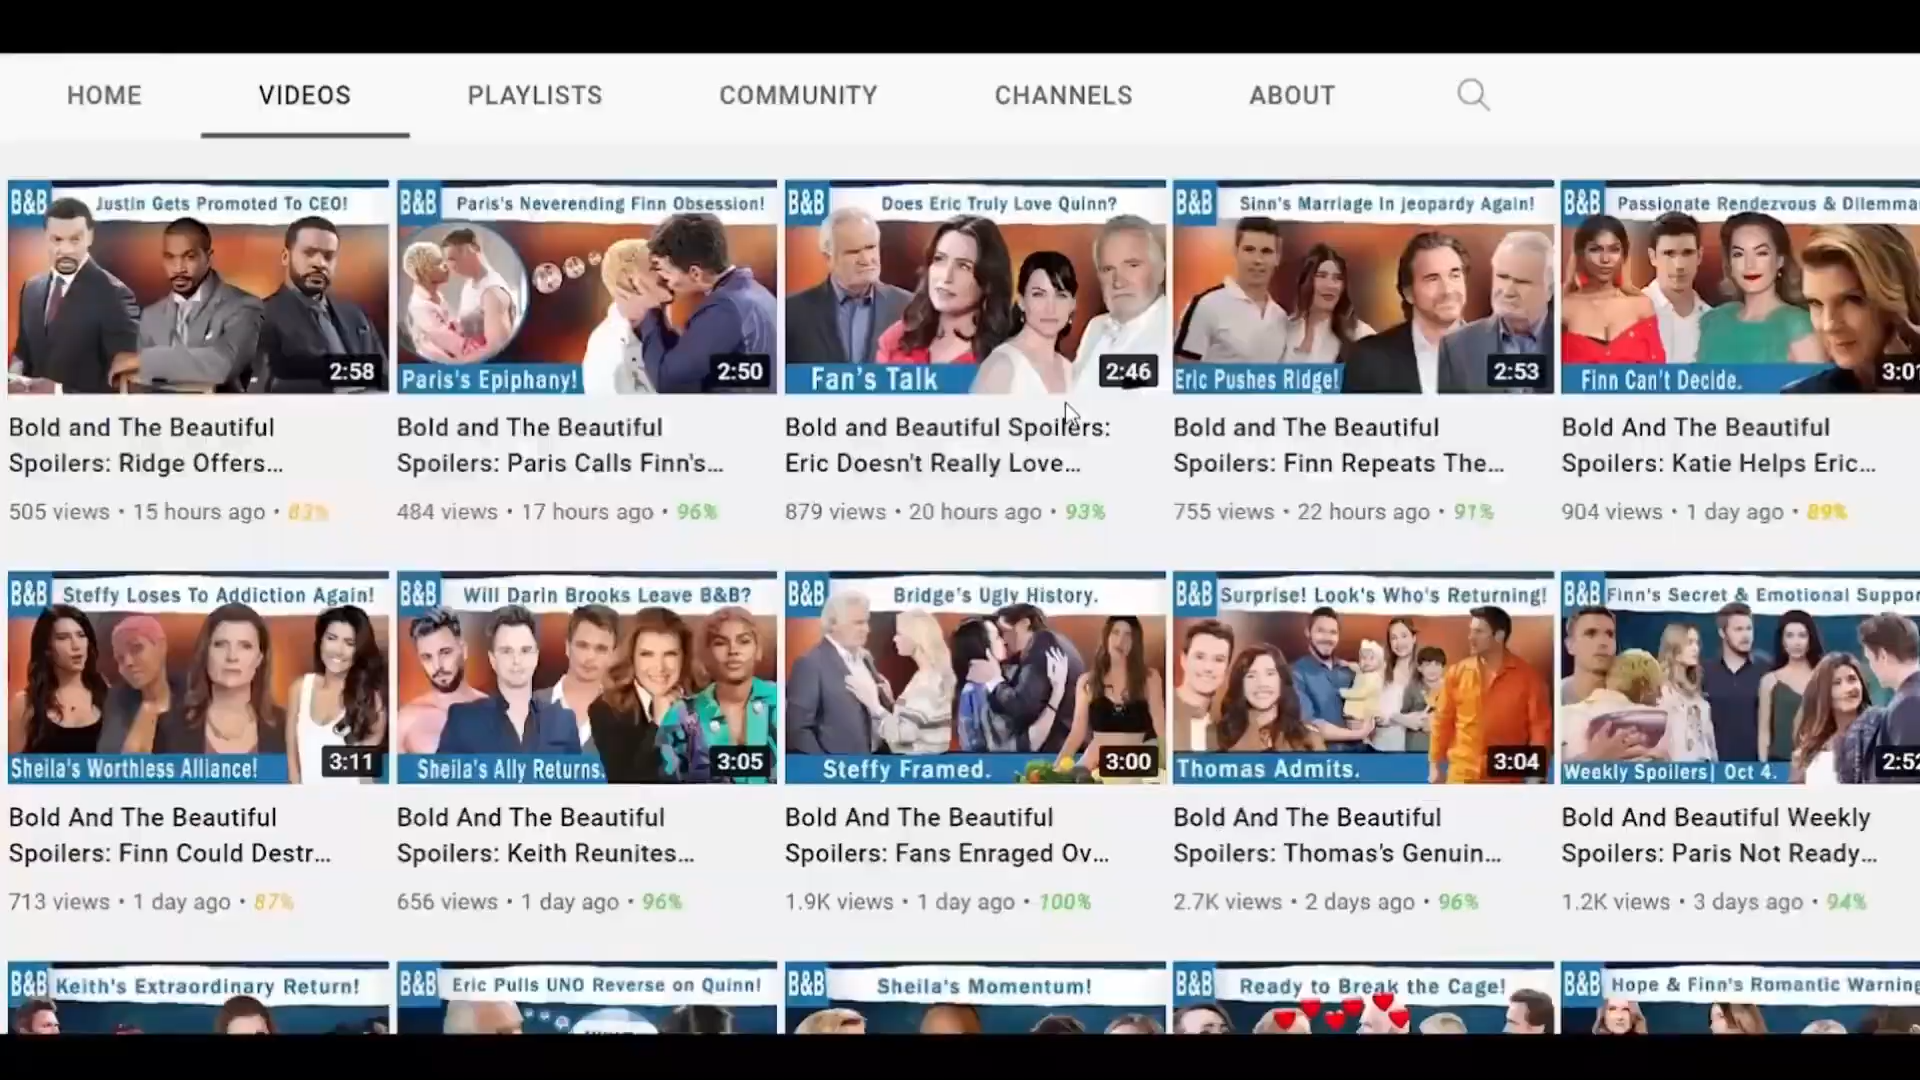 HOME VIDEOS PLAYLISTS COMMUNITY CHANNELS ABOUT
B&B Justin Gets Promoted To CEO!
2:58
Bold and The Beautiful
Spoilers: Ridge Offers...
505 views • 15 hours ago • 83%
B&B Paris's Neverending Finn Obsession!
Paris's Epiphany!
2:50
Bold and The Beautiful
Spoilers: Paris Calls Finn's...
484 views • 17 hours ago • 96%
B&B Does Eric Truly Love Quinn?
Fan's Talk
2:46
Bold and Beautiful Spoilers:
Eric Doesn't Really Love...
879 views • 20 hours ago • 93%
B&B Sinn's Marriage In Jeopardy Again!
Eric Pushes Ridge!
2:53
Bold and The Beautiful
Spoilers: Finn Repeats The...
755 views • 22 hours ago • 91%
B&B Passionate Rendezvous & Dilemma
Finn Can't Decide.
3:01
Bold And The Beautiful
Spoilers: Katie Helps Eric...
904 views • 1 day ago • 89%
B&B Steffy Loses To Addiction Again!
Sheila's Worthless Alliance!
3:11
Bold And The Beautiful
Spoilers: Finn Could Destr...
713 views • 1 day ago • 87%
B&B Will Darin Brooks Leave B&B?
Sheila's Ally Returns.
3:05
Bold And The Beautiful
Spoilers: Keith Reunites...
656 views • 1 day ago • 96%
B&B Bridge's Ugly History.
Steffy Framed.
3:00
Bold And The Beautiful
Spoilers: Fans Enraged Ov...
1.9K views • 1 day ago • 100%
B&B Surprise! Look's Who's Returning!
Thomas Admits.
3:04
Bold And The Beautiful
Spoilers: Thomas's Genuin...
2.7K views • 2 days ago • 96%
B&B Finn's Secret & Emotional Suppor
Weekly Spoilers| Oct 4.
2:52
Bold And Beautiful Weekly
Spoilers: Paris Not Ready...
1.2K views • 3 days ago • 94%
B&B Keith's Extraordinary Return!
B&B Eric Pulls UNO Reverse on Quinn!
B&B Sheila's Momentum!
B&B Ready to Break the Cage!
B&B Hope & Finn's Romantic Warning